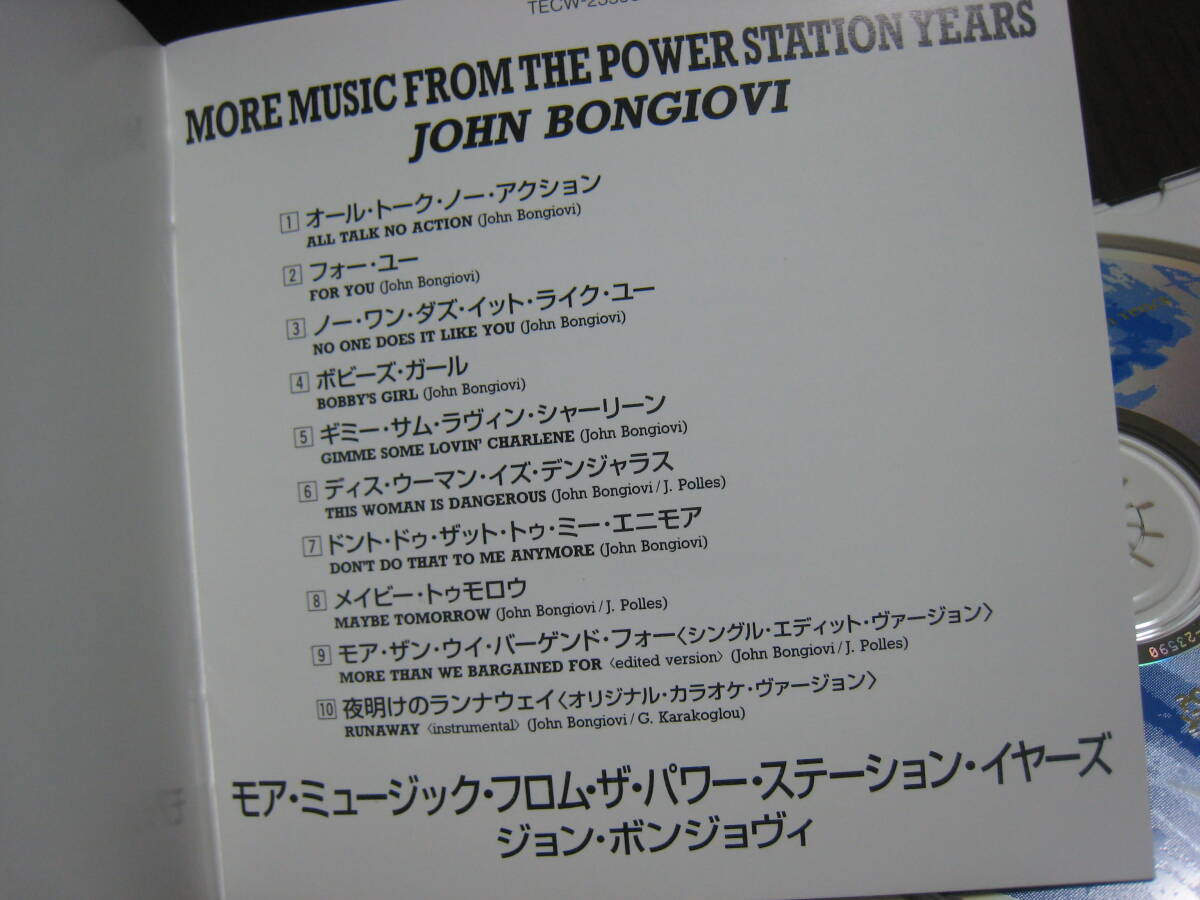 MORE MUSIC FROM THE POWER STATION YEARS
JOHN BONGIOVI
1 オール・トーク・ノー・アクション
ALL TALK NO ACTION (John Bongiovi)
2 フォー・ユー
FOR YOU (John Bongiovi)
3 ノー・ワン・ダズ・イット・ライク・ユー
NO ONE DOES IT LIKE YOU (John Bongiovi)
4 ボビーズ・ガール
BOBBY'S GIRL (John Bongiovi)
5 ギミー・サム・ラヴィン・シャーリーン
GIMME SOME LOVIN' CHARLENE (John Bongiovi)
6 ディス・ウーマン・イズ・デンジャラス
THIS WOMAN IS DANGEROUS (John Bongiovi / J. Polles)
7 ドント・ドゥ・ザット・トゥ・ミー・エニモア
DON'T DO THAT TO ME ANYMORE (John Bongiovi)
8 メイビー・トゥモロウ
MAYBE TOMORROW (John Bongiovi / J. Polles)
9 モア・ザン・ウイ・バーゲンド・フォー〈シングル・エディット・ヴァージョン〉
MORE THAN WE BARGAINED FOR〈edited version〉(John Bongiovi / J. Polles)
10 夜明けのランナウェイ〈オリジナル・カラオケ・ヴァージョン〉
RUNAWAY〈instrumental〉(John Bongiovi / G. Karakoglou)
モア・ミュージック・フロム・ザ・パワー・ステーション・イヤーズ
ジョン・ボンジョヴィ
23590